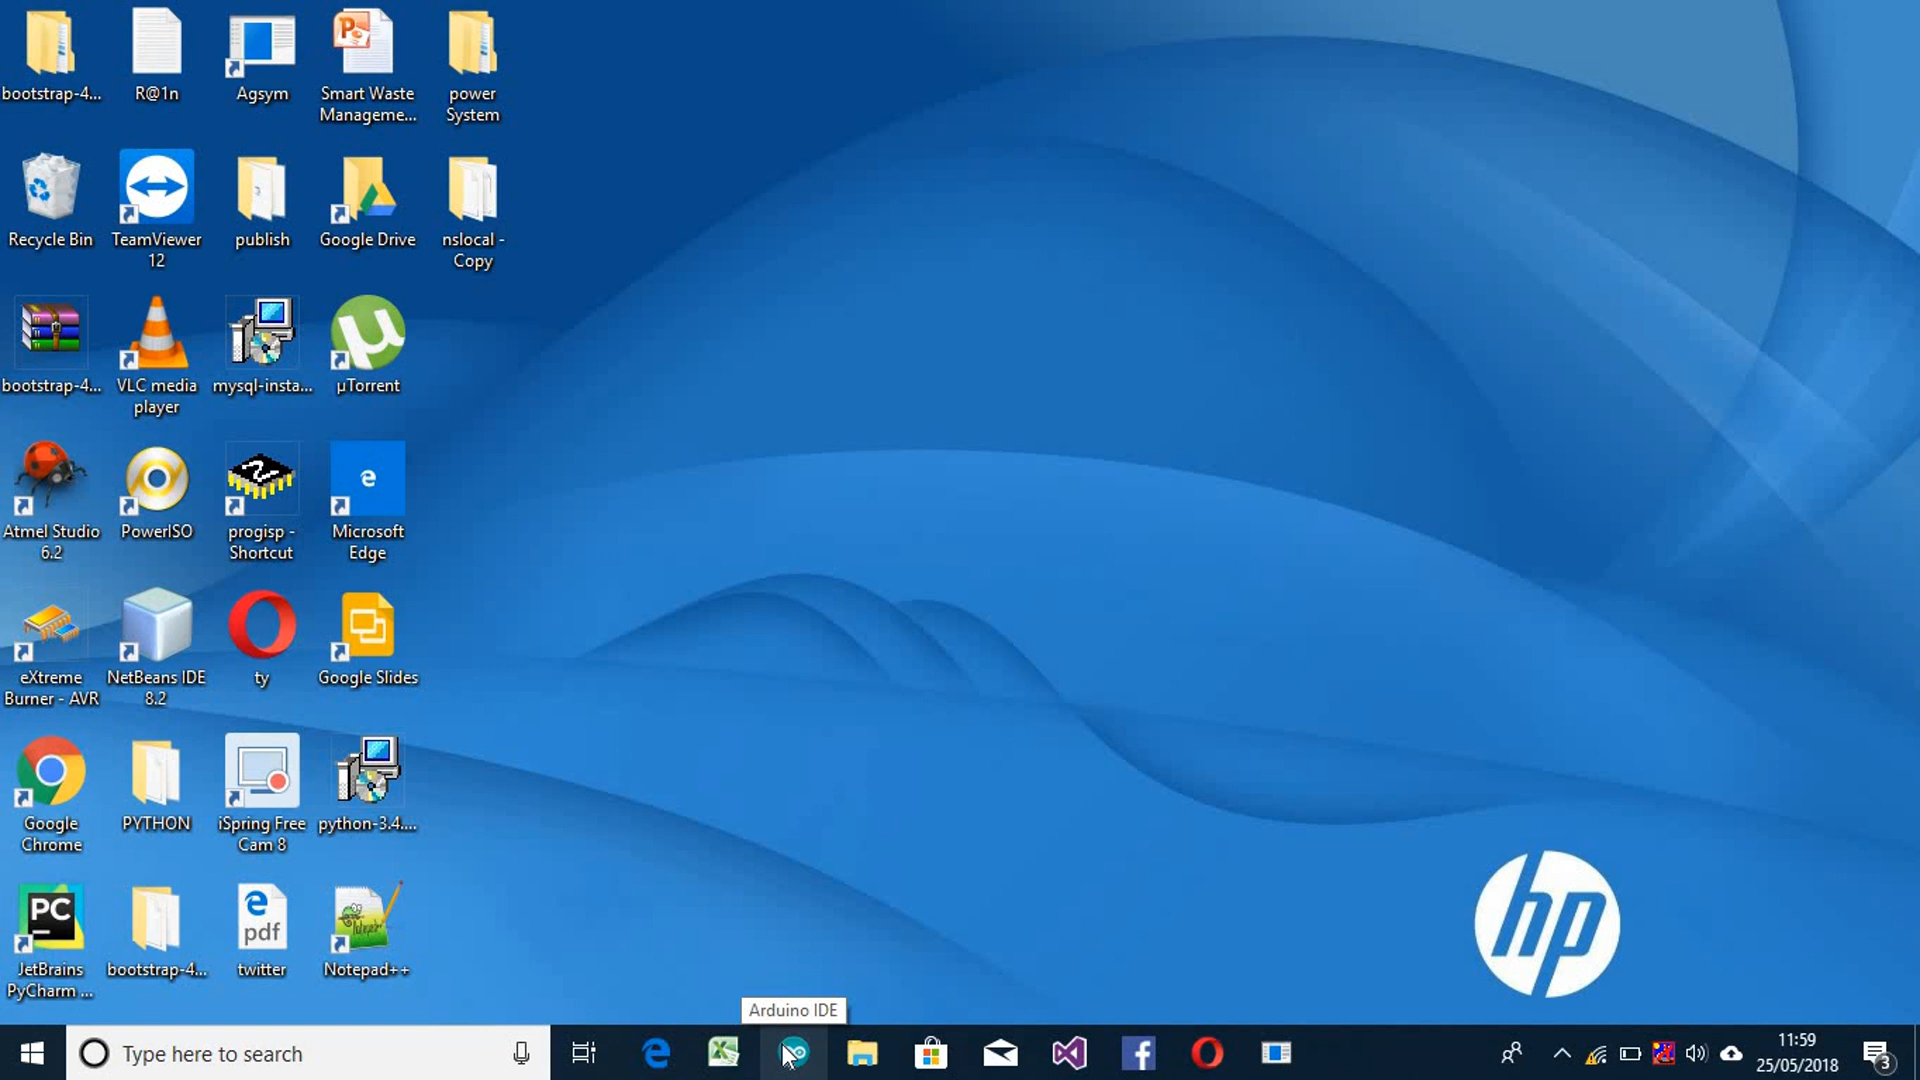 bootstrap-4...
R@1n
Agsym
Smart Waste
Manageme...
power
System
Recycle Bin
TeamViewer
12
publish
Google Drive
nslocal -
Copy
bootstrap-4...
VLC media
player
mysql-insta...
µTorrent
Atmel Studio
6.2
PowerISO
progisp -
Shortcut
Microsoft
Edge
eXtreme
Burner - AVR
NetBeans IDE
8.2
ty
Google Slides
Google
Chrome
PYTHON
iSpring Free
Cam 8
python-3.4....
PC
JetBrains
PyCharm ...
bootstrap-4...
pdf
twitter
Notepad++
hp
Arduino IDE
Type here to search
11:59
25/05/2018
3